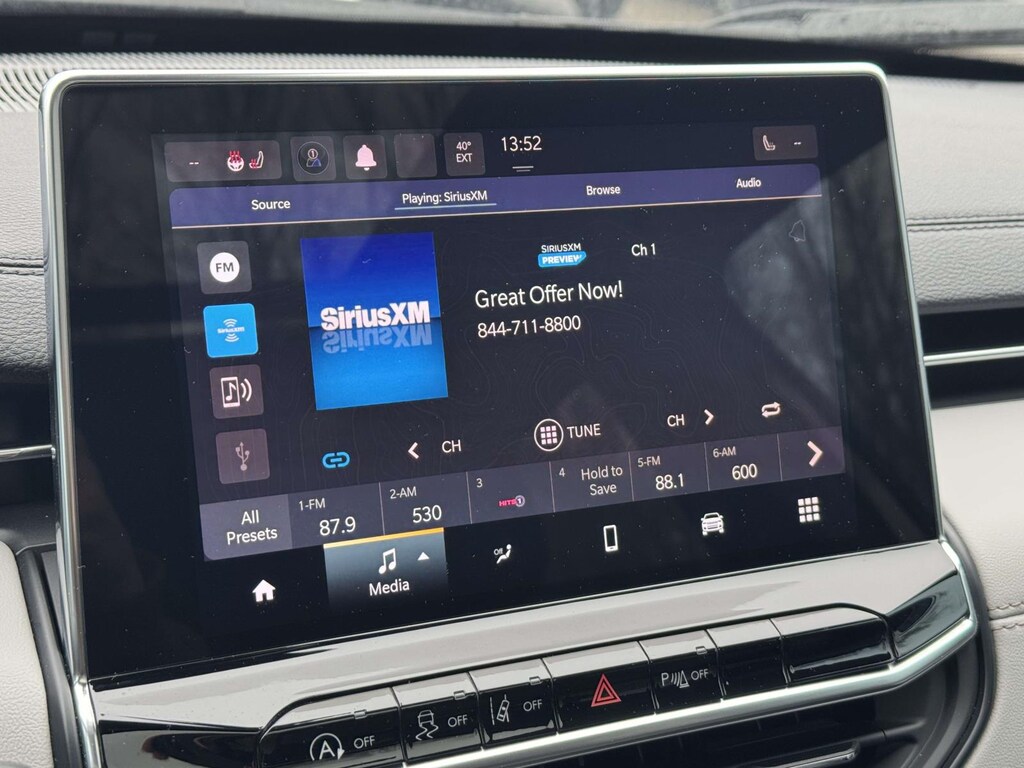 --
1
40°
EXT
13:52
--
Source
Playing: SiriusXM
Browse
Audio
FM
SiriusXM
SiriusXM
SIRIUSXM
PREVIEW
Ch 1
Great Offer Now!
844-711-8800
CH
TUNE
CH
All
Presets
1-FM
87.9
2-AM
530
3
HITS1
4
Hold to
Save
5-FM
88.1
6-AM
600
Media
Off
A OFF
OFF
OFF
P OFF